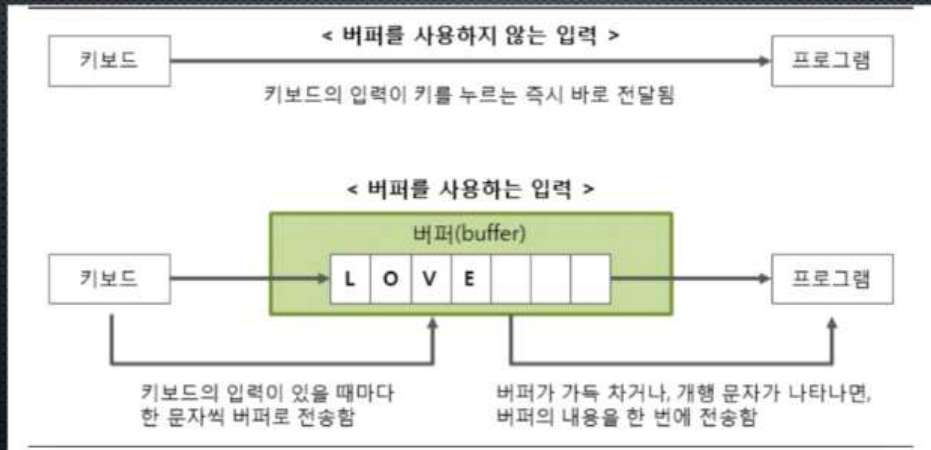 < 버퍼를 사용하지 않는 입력 >
키보드
프로그램
키보드의 입력이 키를 누르는 즉시 바로 전달됨
< 버퍼를 사용하는 입력 >
버퍼(buffer)
키보드
L O V E
프로그램
키보드의 입력이 있을 때마다
한 문자씩 버퍼로 전송함
버퍼가 가득 차거나, 개행 문자가 나타나면,
버퍼의 내용을 한 번에 전송함